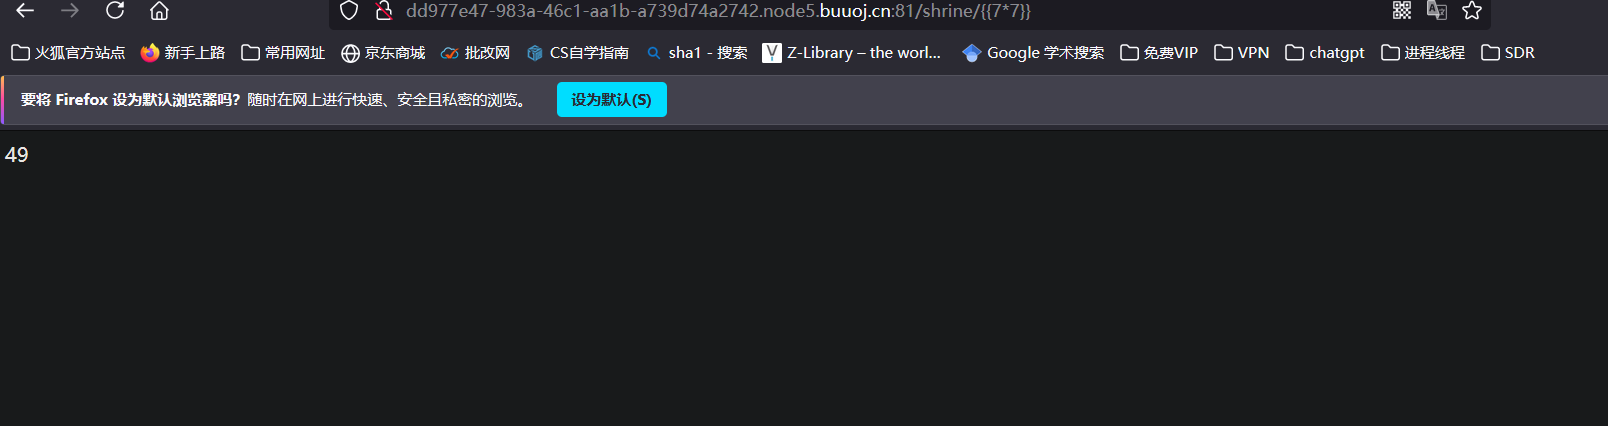 dd977e47-983a-46c1-aa1b-a739d74a2742.node5.buuoj.cn:81/shrine/{{7*7}}
火狐官方站点 新手上路 常用网址 京东商城 批改网 CS自学指南 sha1 - 搜索 Z-Library – the worl... Google 学术搜索 免费VIP VPN chatgpt 进程线程 SDR
要将 Firefox 设为默认浏览器吗？随时在网上进行快速、安全且私密的浏览。 设为默认(S)
49